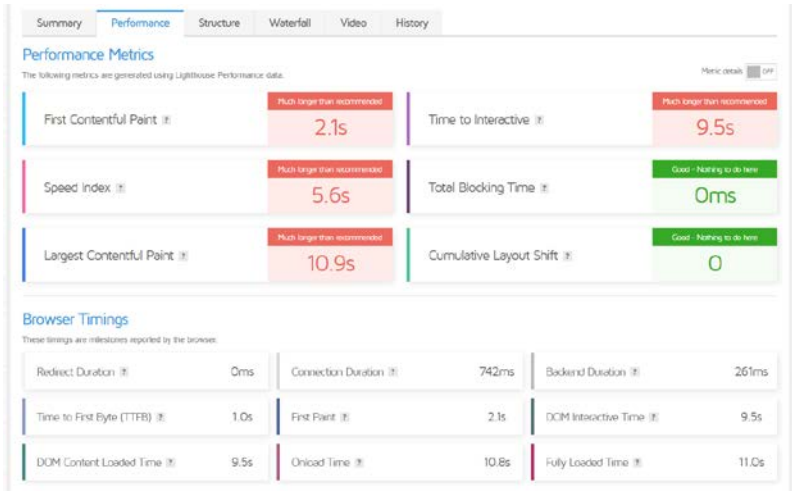 Summary Performance Structure Waterfall Video History
Performance Metrics
The following metrics are generated using Lighthouse Performance data.
Metric details OFF
First Contentful Paint ?
Much longer than recommended
2.1s
Time to Interactive ?
Much longer than recommended
9.5s
Speed Index ?
Much longer than recommended
5.6s
Total Blocking Time ?
Good - Nothing to do here
0ms
Largest Contentful Paint ?
Much longer than recommended
10.9s
Cumulative Layout Shift ?
Good - Nothing to do here
0
Browser Timings
These timings are milestones reported by the browser.
Redirect Duration ? 0ms
Connection Duration ? 742ms
Backend Duration ? 261ms
Time to First Byte (TTFB) ? 1.0s
First Paint ? 2.1s
DOM Interactive Time ? 9.5s
DOM Content Loaded Time ? 9.5s
Onload Time ? 10.8s
Fully Loaded Time ? 11.0s